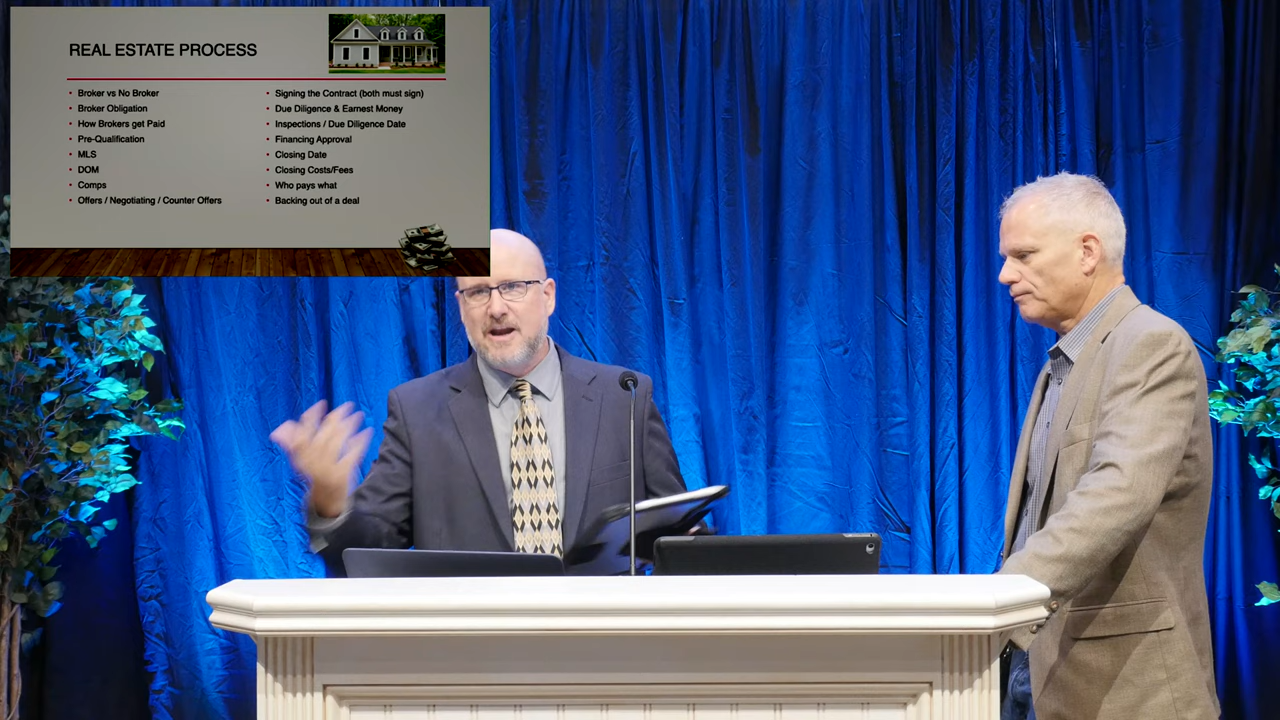 REAL ESTATE PROCESS
• Broker vs No Broker
• Broker Obligation
• How Brokers get Paid
• Pre-Qualification
• MLS
• DOM
• Comps
• Offers / Negotiating / Counter Offers
• Signing the Contract (both must sign)
• Due Diligence & Earnest Money
• Inspections / Due Diligence Date
• Financing Approval
• Closing Date
• Closing Costs/Fees
• Who pays what
• Backing out of a deal